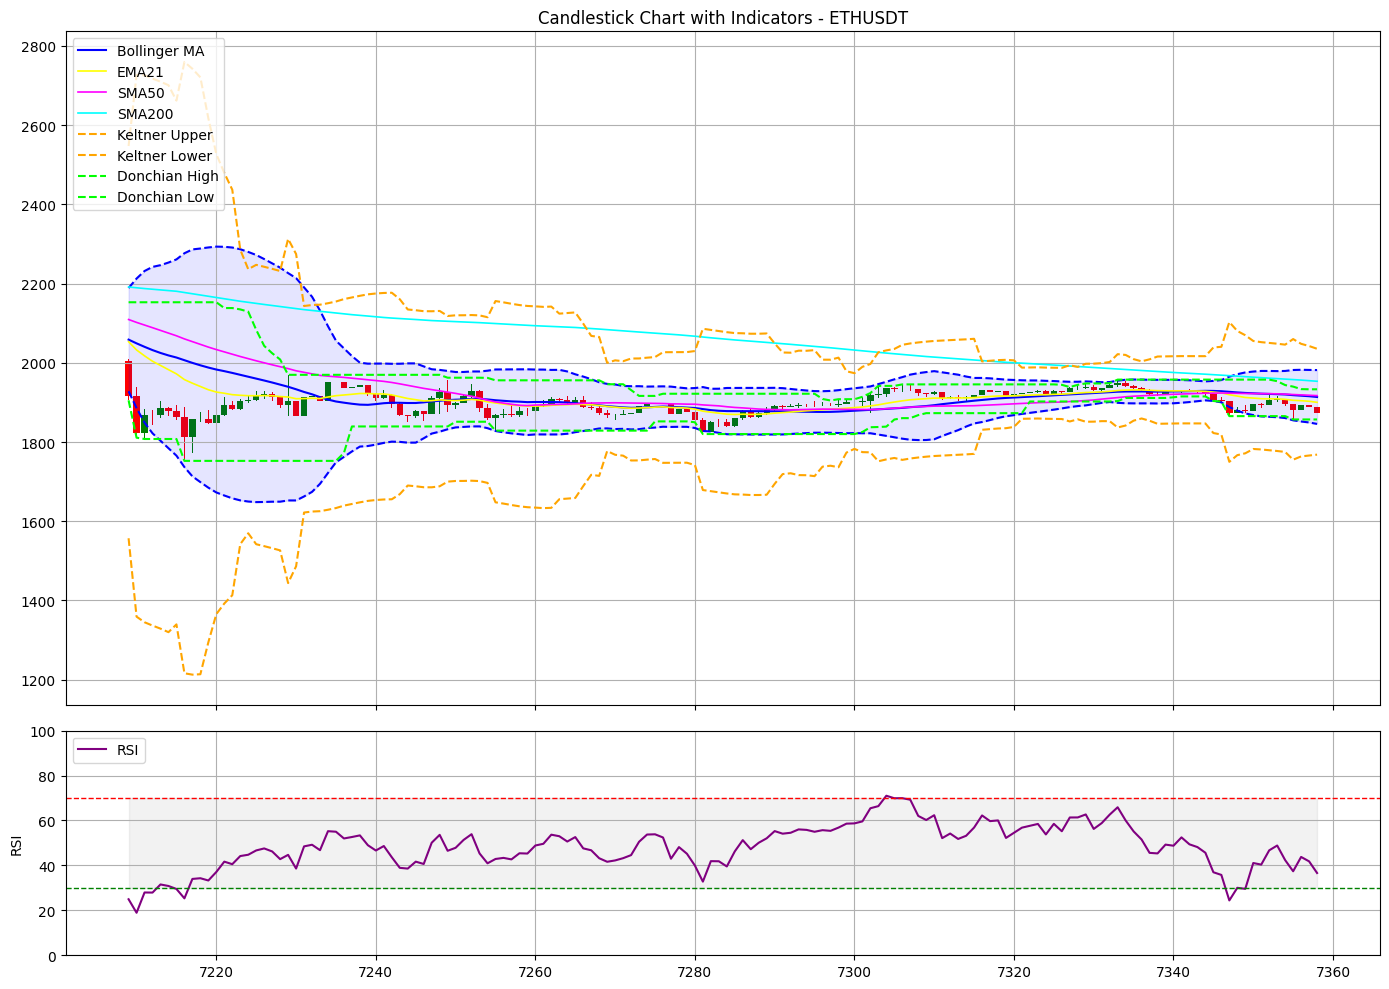 Candlestick Chart with Indicators - ETHUSDT
2800
2600
2400
2200
2000
1800
1600
1400
1200
Bollinger MA
EMA21
SMA50
SMA200
Keltner Upper
Keltner Lower
Donchian High
Donchian Low
100
80
60
40
20
0
RSI
RSI
7220
7240
7260
7280
7300
7320
7340
7360